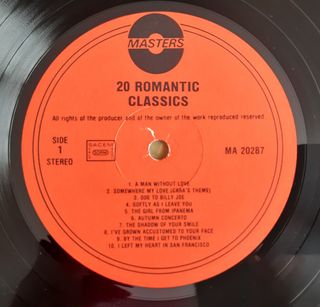 MASTERS
20 ROMANTIC
CLASSICS
All rights of the producer and of the owner of the work reproduced reserved
SIDE
1
STEREO
SACEM
MA 20287
1. A MAN WITHOUT LOVE
2. SOMEWHERE MY LOVE (LARA'S THEME)
3. ODE TO BILLY JOE
4. SOFTLY AS I LEAVE YOU
5. THE GIRL FROM IPANEMA
6. AUTUMN CONCERTO
7. THE SHADOW OF YOUR SMILE
8. I'VE GROWN ACCUSTOMED TO YOUR FACE
9. BY THE TIME I GET TO PHOENIX
10. I LEFT MY HEART IN SAN FRANCISCO